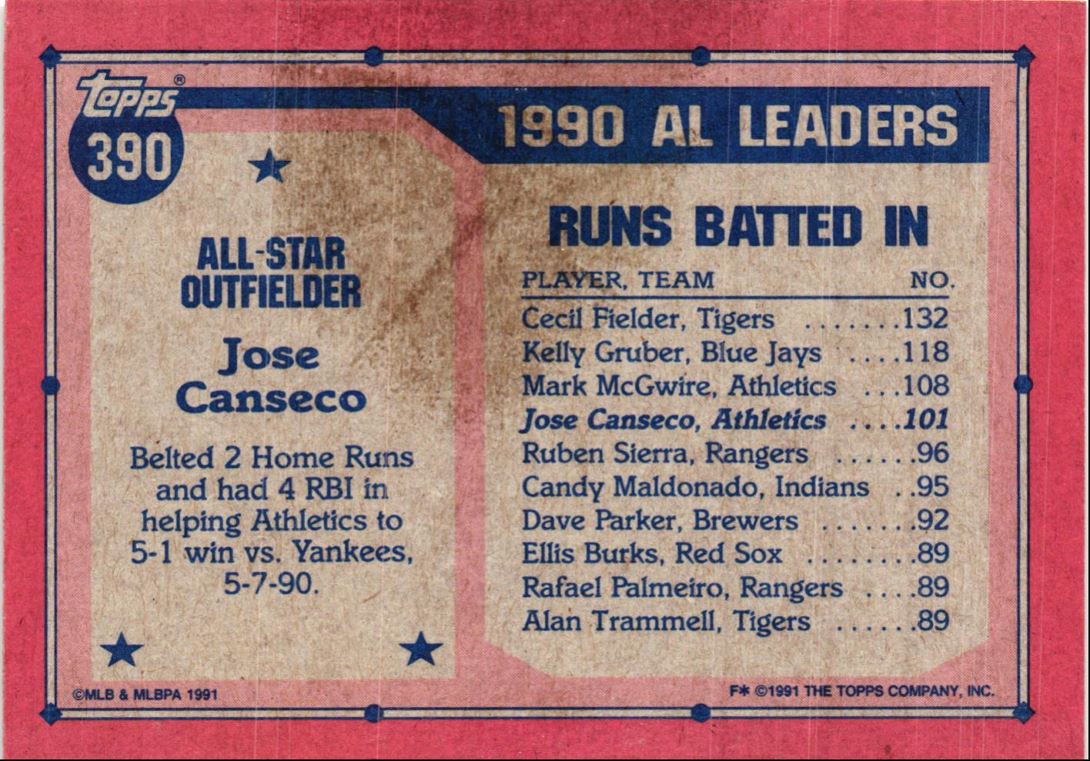 Topps®
390
1990 AL LEADERS
ALL-STAR
OUTFIELDER
Jose
Canseco
Belted 2 Home Runs
and had 4 RBI in
helping Athletics to
5-1 win vs. Yankees,
5-7-90.
RUNS BATTED IN
PLAYER, TEAM NO.
Cecil Fielder, Tigers .......132
Kelly Gruber, Blue Jays ....118
Mark McGwire, Athletics ...108
Jose Canseco, Athletics ....101
Ruben Sierra, Rangers ......96
Candy Maldonado, Indians ..95
Dave Parker, Brewers .......92
Ellis Burks, Red Sox ........89
Rafael Palmeiro, Rangers ....89
Alan Trammell, Tigers ......89
©MLB & MLBPA 1991
F* ©1991 THE TOPPS COMPANY, INC.